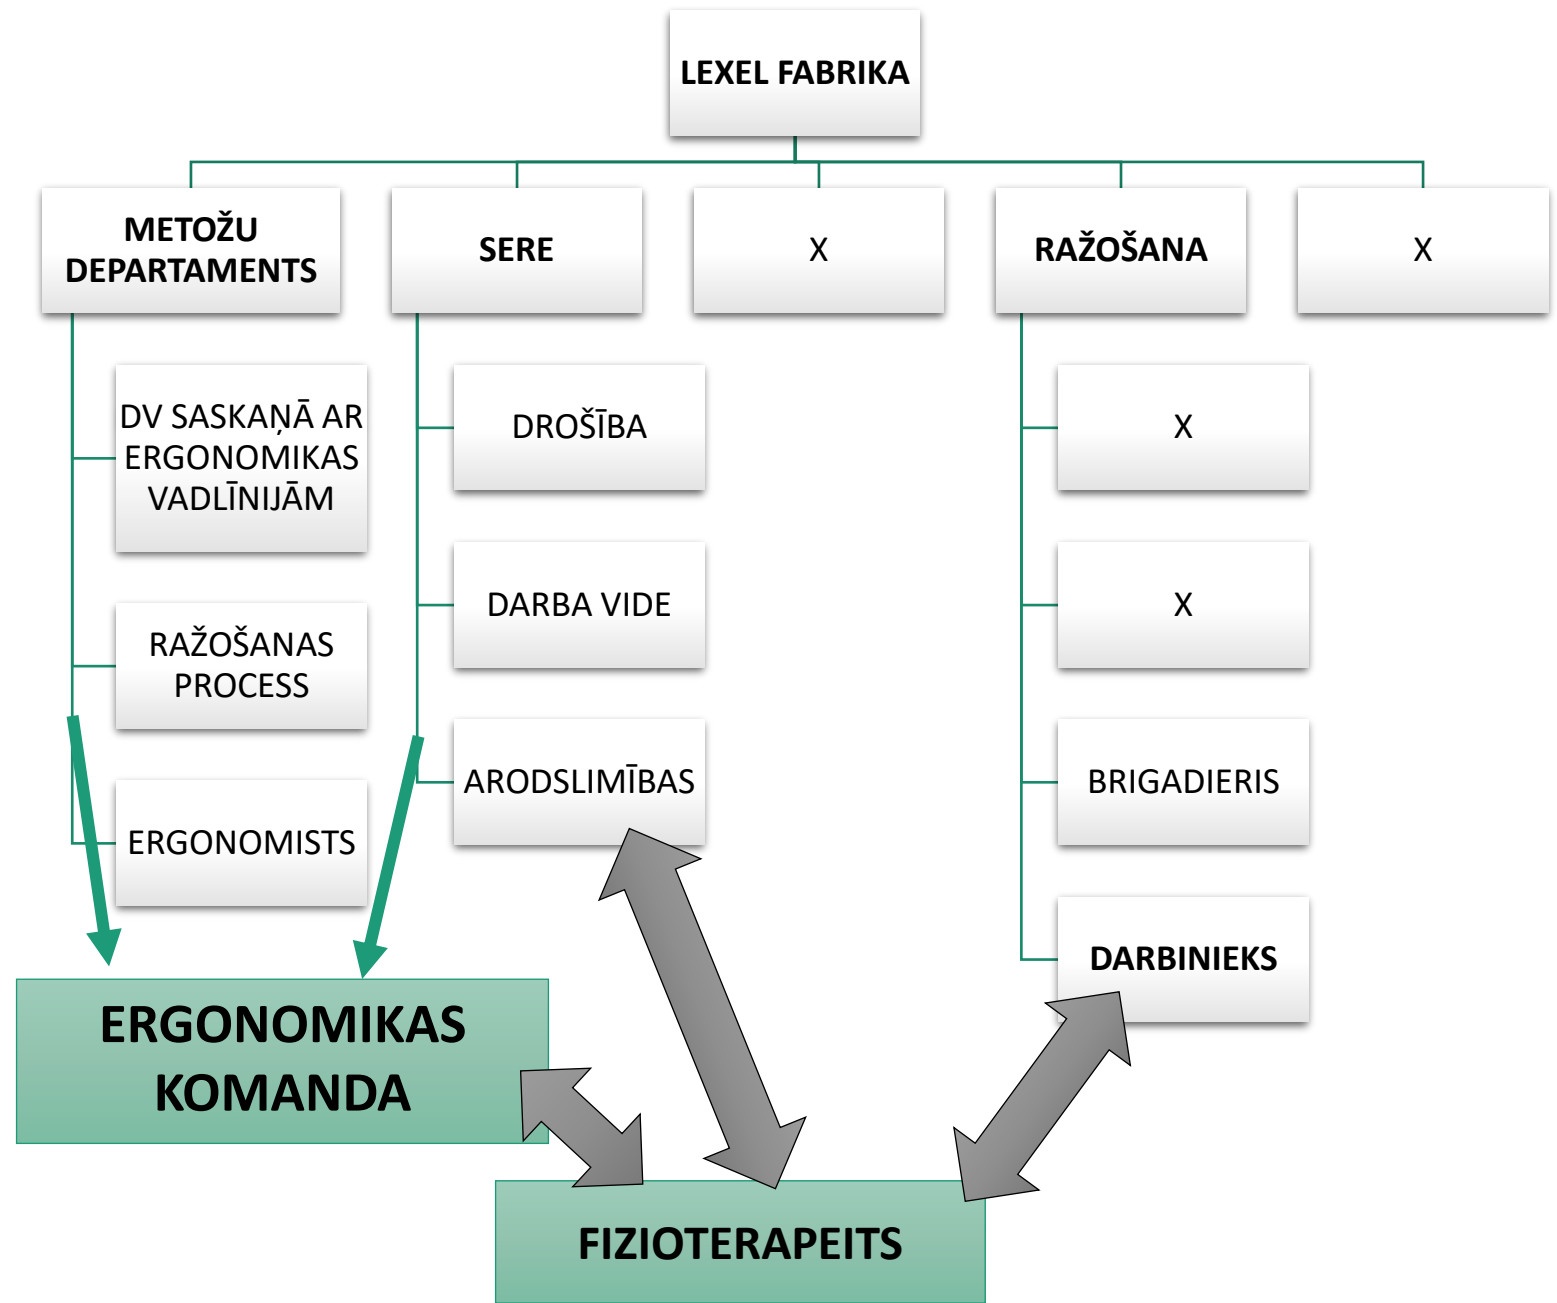 LEXEL FABRIKA
METOŽU
DEPARTAMENTS
SERE
X
RAŽOŠANA
X
DV SASKAŅĀ AR
ERGONOMIKAS
VADLĪNIJĀM
RAŽOŠANAS
PROCESS
ERGONOMISTS
DROŠĪBA
DARBA VIDE
ARODSLIMĪBAS
X
X
BRIGADIERIS
DARBINIEKS
ERGONOMIKAS
KOMANDA
FIZIOTERAPEITS